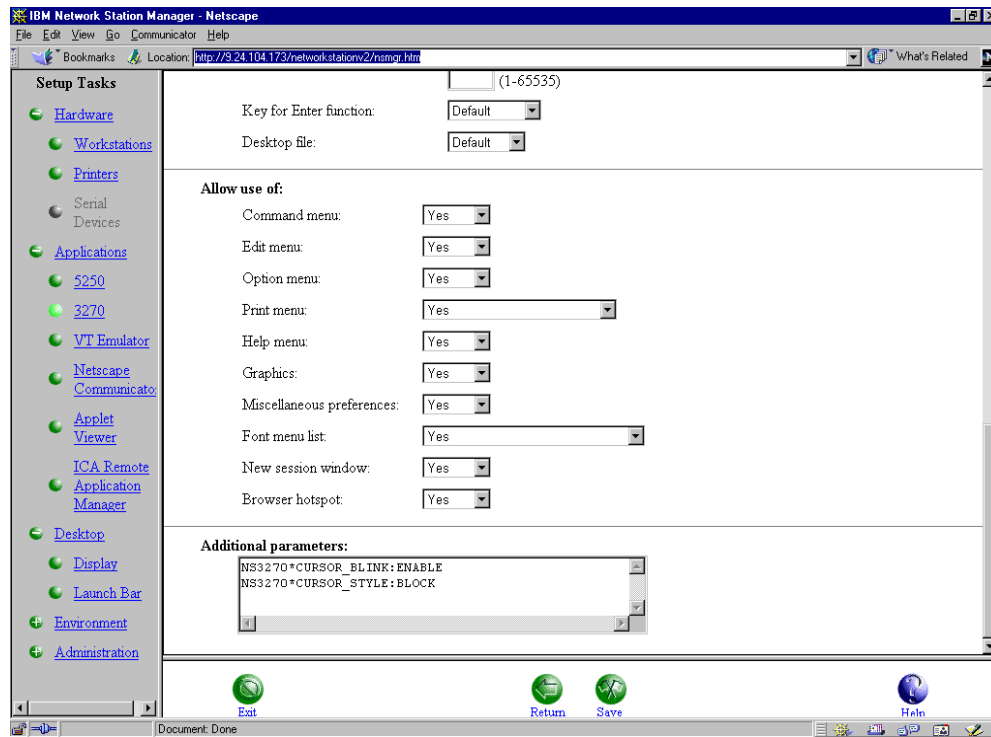 IBM Network Station Manager - Netscape
File Edit View Go Communicator Help
Bookmarks Location: http://9.24.104.173/networkstationv2/nsmgr.htm What's Related
Setup Tasks
Hardware
Workstations
Printers
Serial
Devices
Applications
5250
3270
VT Emulator
Netscape
Communicato
Applet
Viewer
ICA Remote
Application
Manager
Desktop
Display
Launch Bar
Environment
Administration
(1-65535)
Key for Enter function: Default
Desktop file: Default
Allow use of:
Command menu: Yes
Edit menu: Yes
Option menu: Yes
Print menu: Yes
Help menu: Yes
Graphics: Yes
Miscellaneous preferences: Yes
Font menu list: Yes
New session window: Yes
Browser hotspot: Yes
Additional parameters:
NS3270*CURSOR_BLINK:ENABLE
NS3270*CURSOR_STYLE:BLOCK
Exit Return Save Help
Document: Done